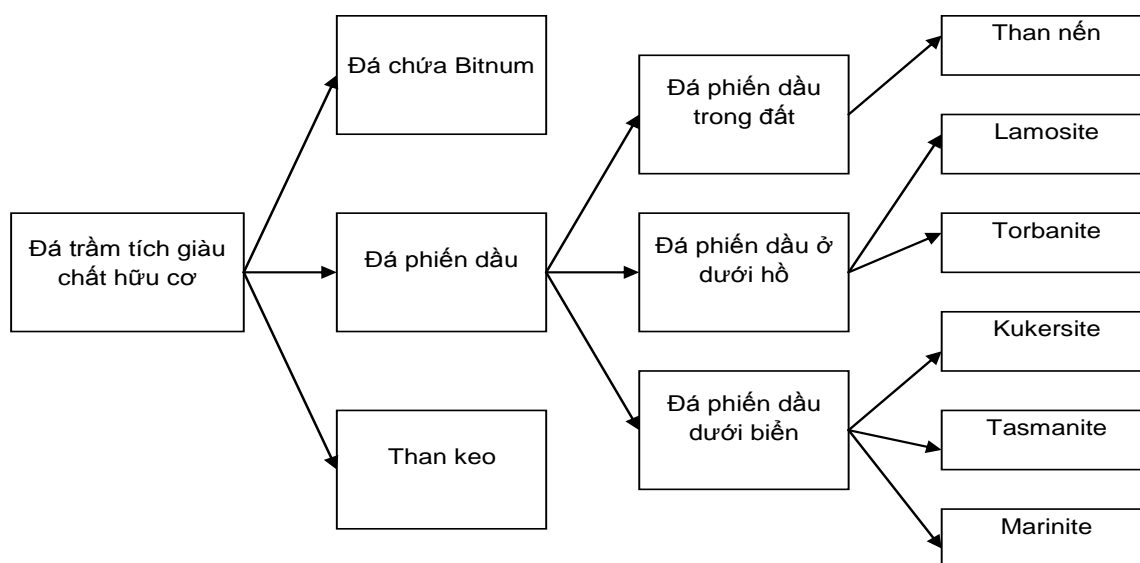 Đá trầm tích giàu
chất hữu cơ
Đá chứa Bitnum
Đá phiến dầu
Than keo
Đá phiến dầu
trong đất
Đá phiến dầu ở
dưới hồ
Đá phiến dầu
dưới biển
Than nến
Lamosite
Torbanite
Kukersite
Tasmanite
Marinite